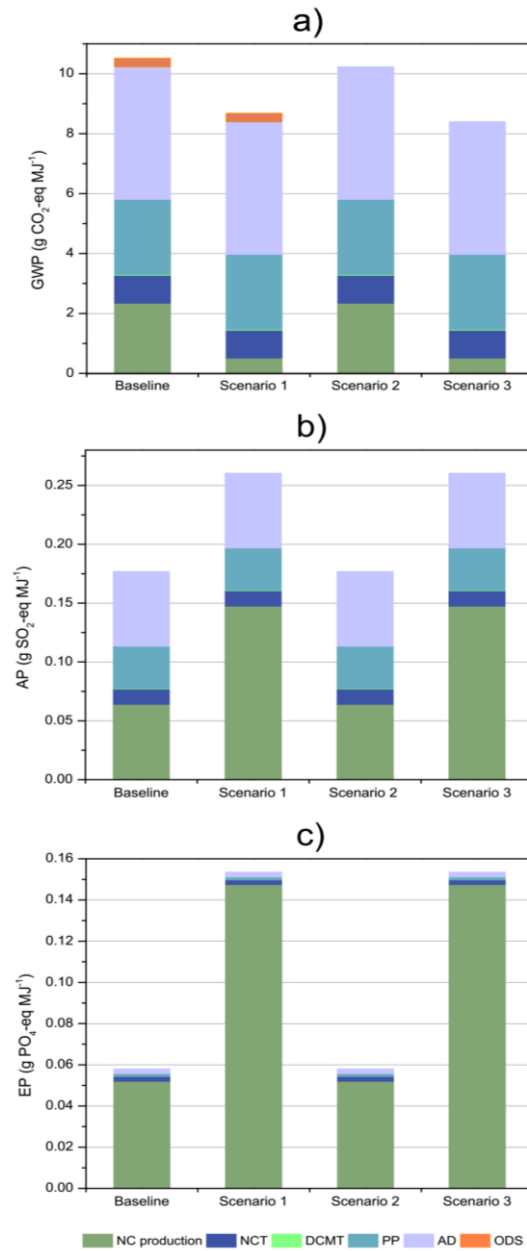 a)
GWP (g CO₂-eq MJ⁻¹)
10
8
6
4
2
0
Baseline Scenario 1 Scenario 2 Scenario 3
b)
AP (g SO₂-eq MJ⁻¹)
0.25
0.20
0.15
0.10
0.05
0.00
Baseline Scenario 1 Scenario 2 Scenario 3
c)
EP (g PO₄-eq MJ⁻¹)
0.16
0.14
0.12
0.10
0.08
0.06
0.04
0.02
0.00
Baseline Scenario 1 Scenario 2 Scenario 3
NC production NCT DCMT PP AD ODS